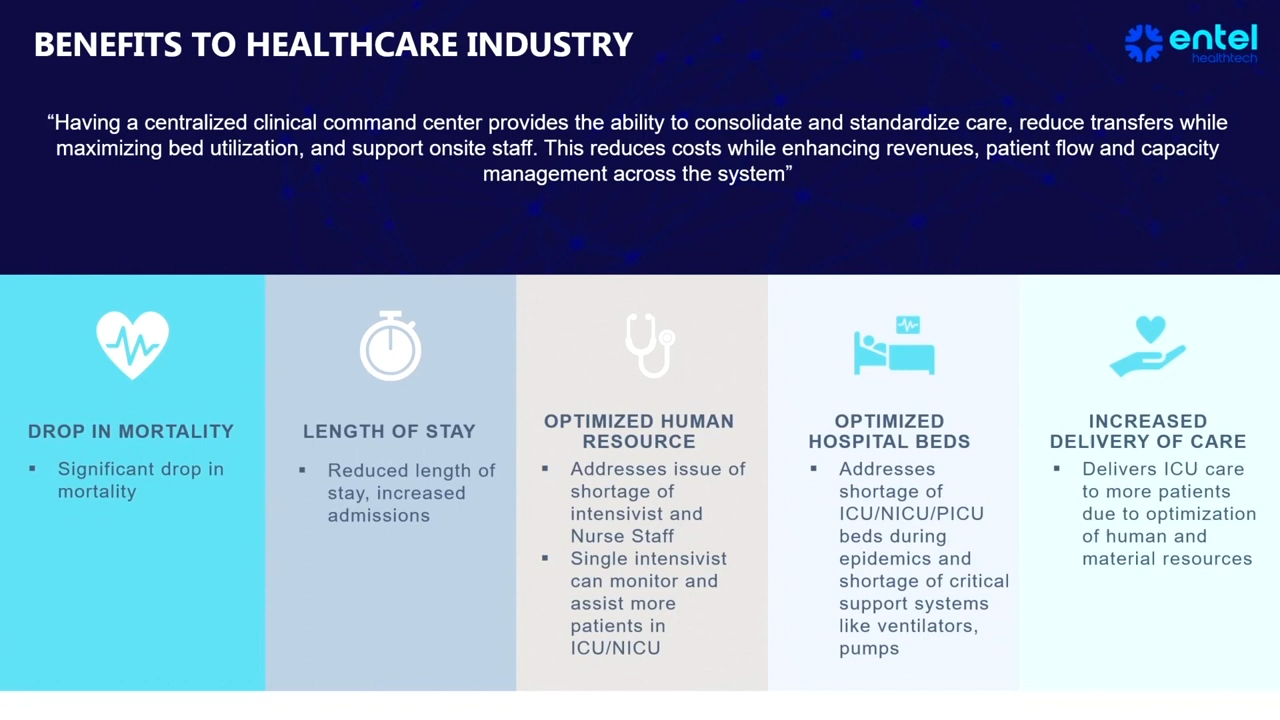 BENEFITS TO HEALTHCARE INDUSTRY
entel
healthtech
“Having a centralized clinical command center provides the ability to consolidate and standardize care, reduce transfers while
maximizing bed utilization, and support onsite staff. This reduces costs while enhancing revenues, patient flow and capacity
management across the system”
DROP IN MORTALITY
▪ Significant drop in
mortality
LENGTH OF STAY
▪ Reduced length of
stay, increased
admissions
OPTIMIZED HUMAN
RESOURCE
▪ Addresses issue of
shortage of
intensivist and
Nurse Staff
▪ Single intensivist
can monitor and
assist more
patients in
ICU/NICU
OPTIMIZED
HOSPITAL BEDS
▪ Addresses
shortage of
ICU/NICU/PICU
beds during
epidemics and
shortage of critical
support systems
like ventilators,
pumps
INCREASED
DELIVERY OF CARE
▪ Delivers ICU care
to more patients
due to optimization
of human and
material resources